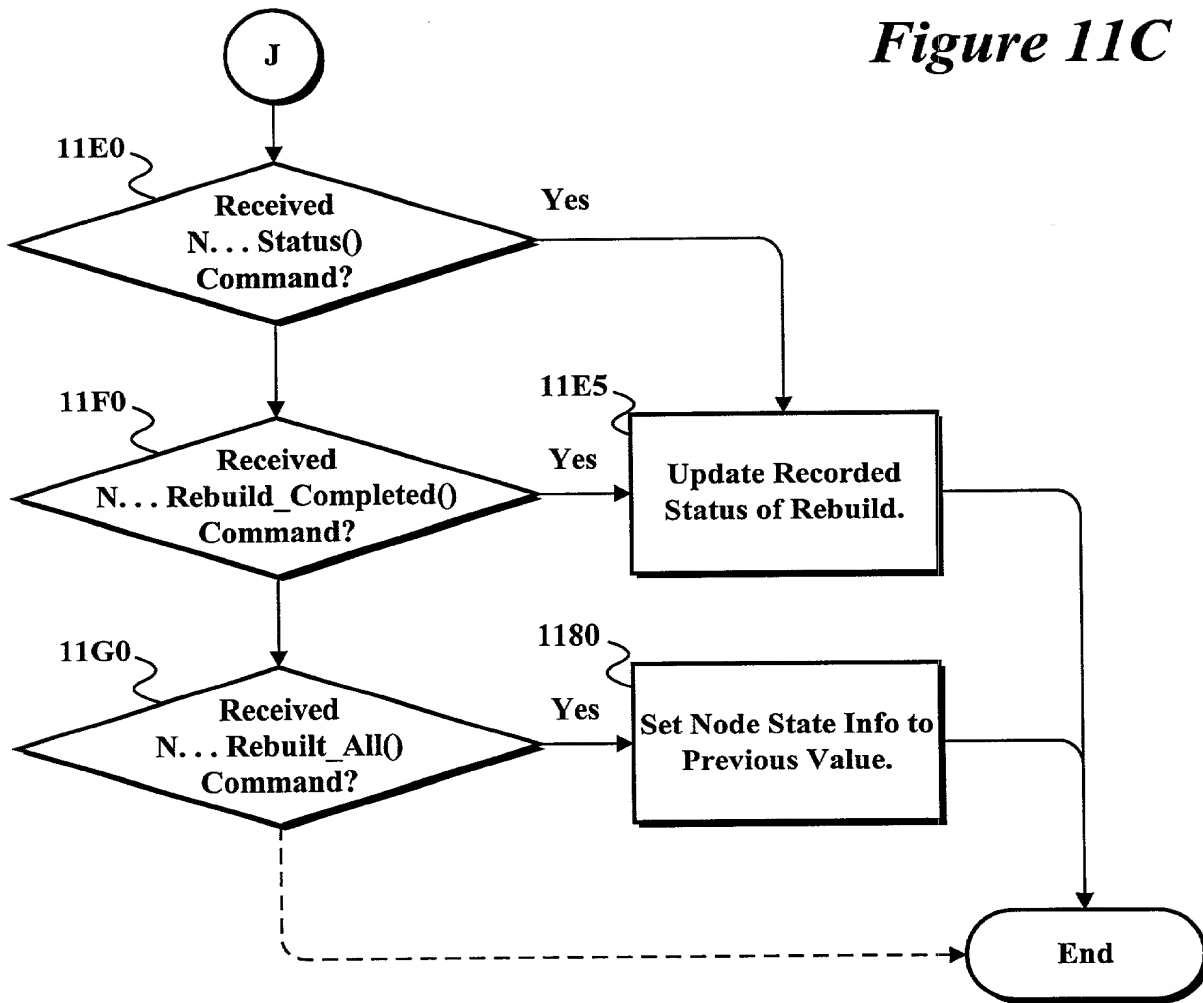 Figure 11C
J
11E0
Received
N. . . Status()
Command?
Yes
11F0
Received
N. . . Rebuild_Completed()
Command?
Yes
11E5
Update Recorded
Status of Rebuild.
11G0
Received
N. . . Rebuilt_All()
Command?
Yes
1180
Set Node State Info to
Previous Value.
End